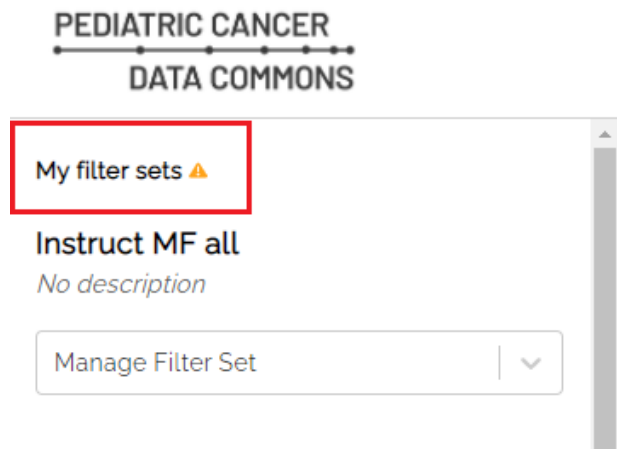 PEDIATRIC CANCER
DATA COMMONS
My filter sets
Instruct MF all
No description
Manage Filter Set